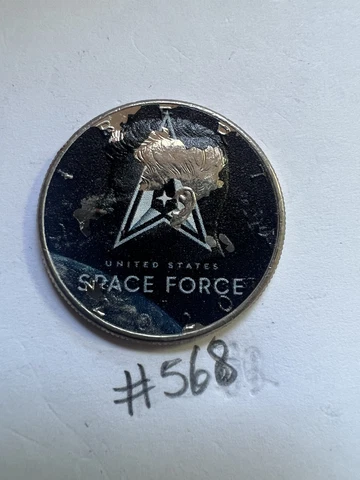 UNITED STATES
SPACE FORCE
#568